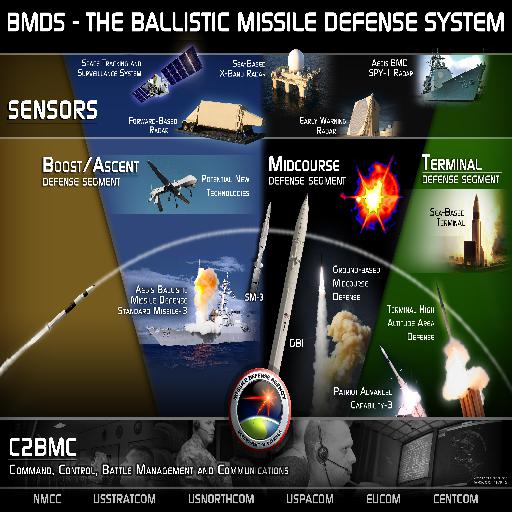 BMDS - THE BALLISTIC MISSILE DEFENSE SYSTEM
SPACE TRACKING AND
SURVEILLANCE SYSTEM
SEA-BASED
X-BAND RADAR
AEGIS BMC
SPY-1 RADAR
SENSORS
FORWARD-BASED
RADAR
EARLY WARNING
RADAR
BOOST/ASCENT
DEFENSE SEGMENT
POTENTIAL NEW
TECHNOLOGIES
MIDCOURSE
DEFENSE SEGMENT
TERMINAL
DEFENSE SEGMENT
SEA-BASED
TERMINAL
AEGIS BALLISTIC
MISSILE DEFENSE
STANDARD MISSILE-3
SM-3
GBI
GROUND-BASED
MIDCOURSE
DEFENSE
TERMINAL HIGH
ALTITUDE AREA
DEFENSE
PATRIOT ADVANCED
CAPABILITY-3
MISSILE DEFENSE AGENCY
C2BMC
COMMAND, CONTROL, BATTLE MANAGEMENT AND COMMUNICATIONS
NMCC USSTRATCOM USNORTHCOM USPACOM EUCOM CENTCOM